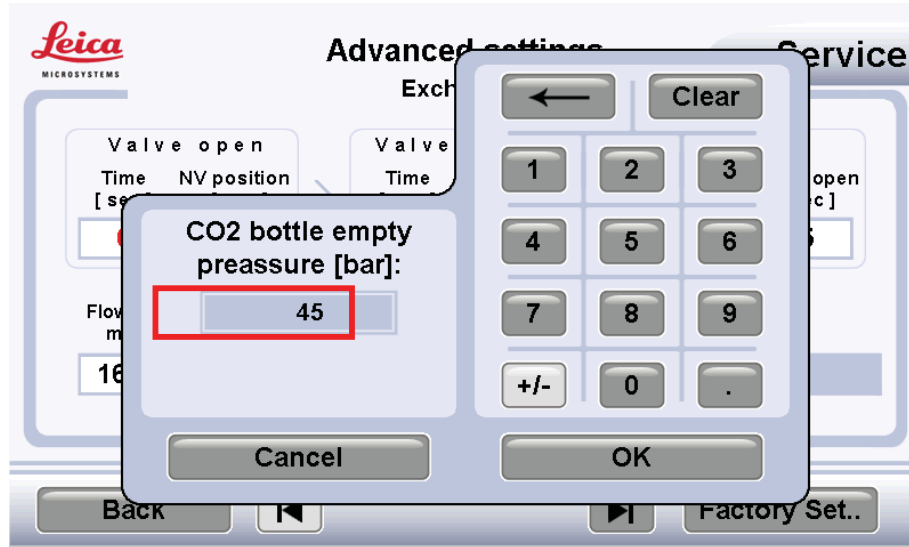 Leica
MICROSYSTEMS
Advanced settings
Service
Exch
Valve open
Valve
Time
NV position
Time
open
CO2 bottle empty
preassure [bar]:
45
Flow
16
←
Clear
1
2
3
4
5
6
7
8
9
+/-
0
.
Cancel
OK
Back
Factory Set..